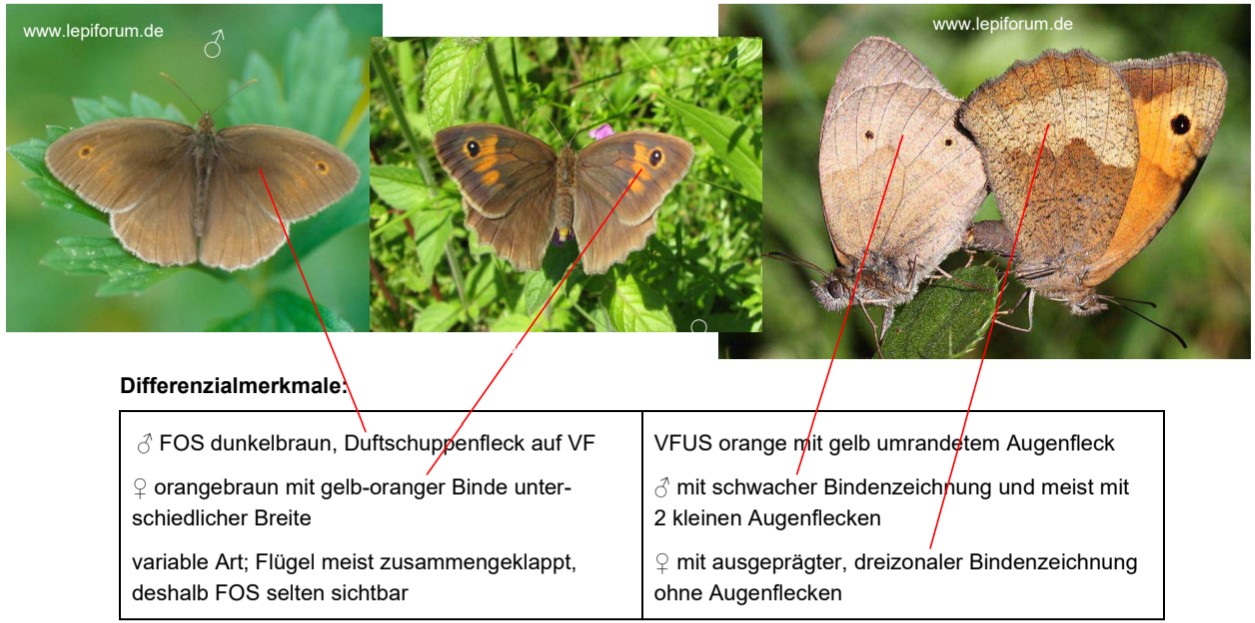 www.lepiforum.de
♂
www.lepiforum.de
♀
Differenzialmerkmale:
♂ FOS dunkelbraun, Duftschuppenfleck auf VF
♀ orangebraun mit gelb-oranger Binde unter-
schiedlicher Breite
variable Art; Flügel meist zusammengeklappt,
deshalb FOS selten sichtbar
VFUS orange mit gelb umrandetem Augenfleck
♂ mit schwacher Bindenzeichnung und meist mit
2 kleinen Augenflecken
♀ mit ausgeprägter, dreizonaler Bindenzeichnung
ohne Augenflecken